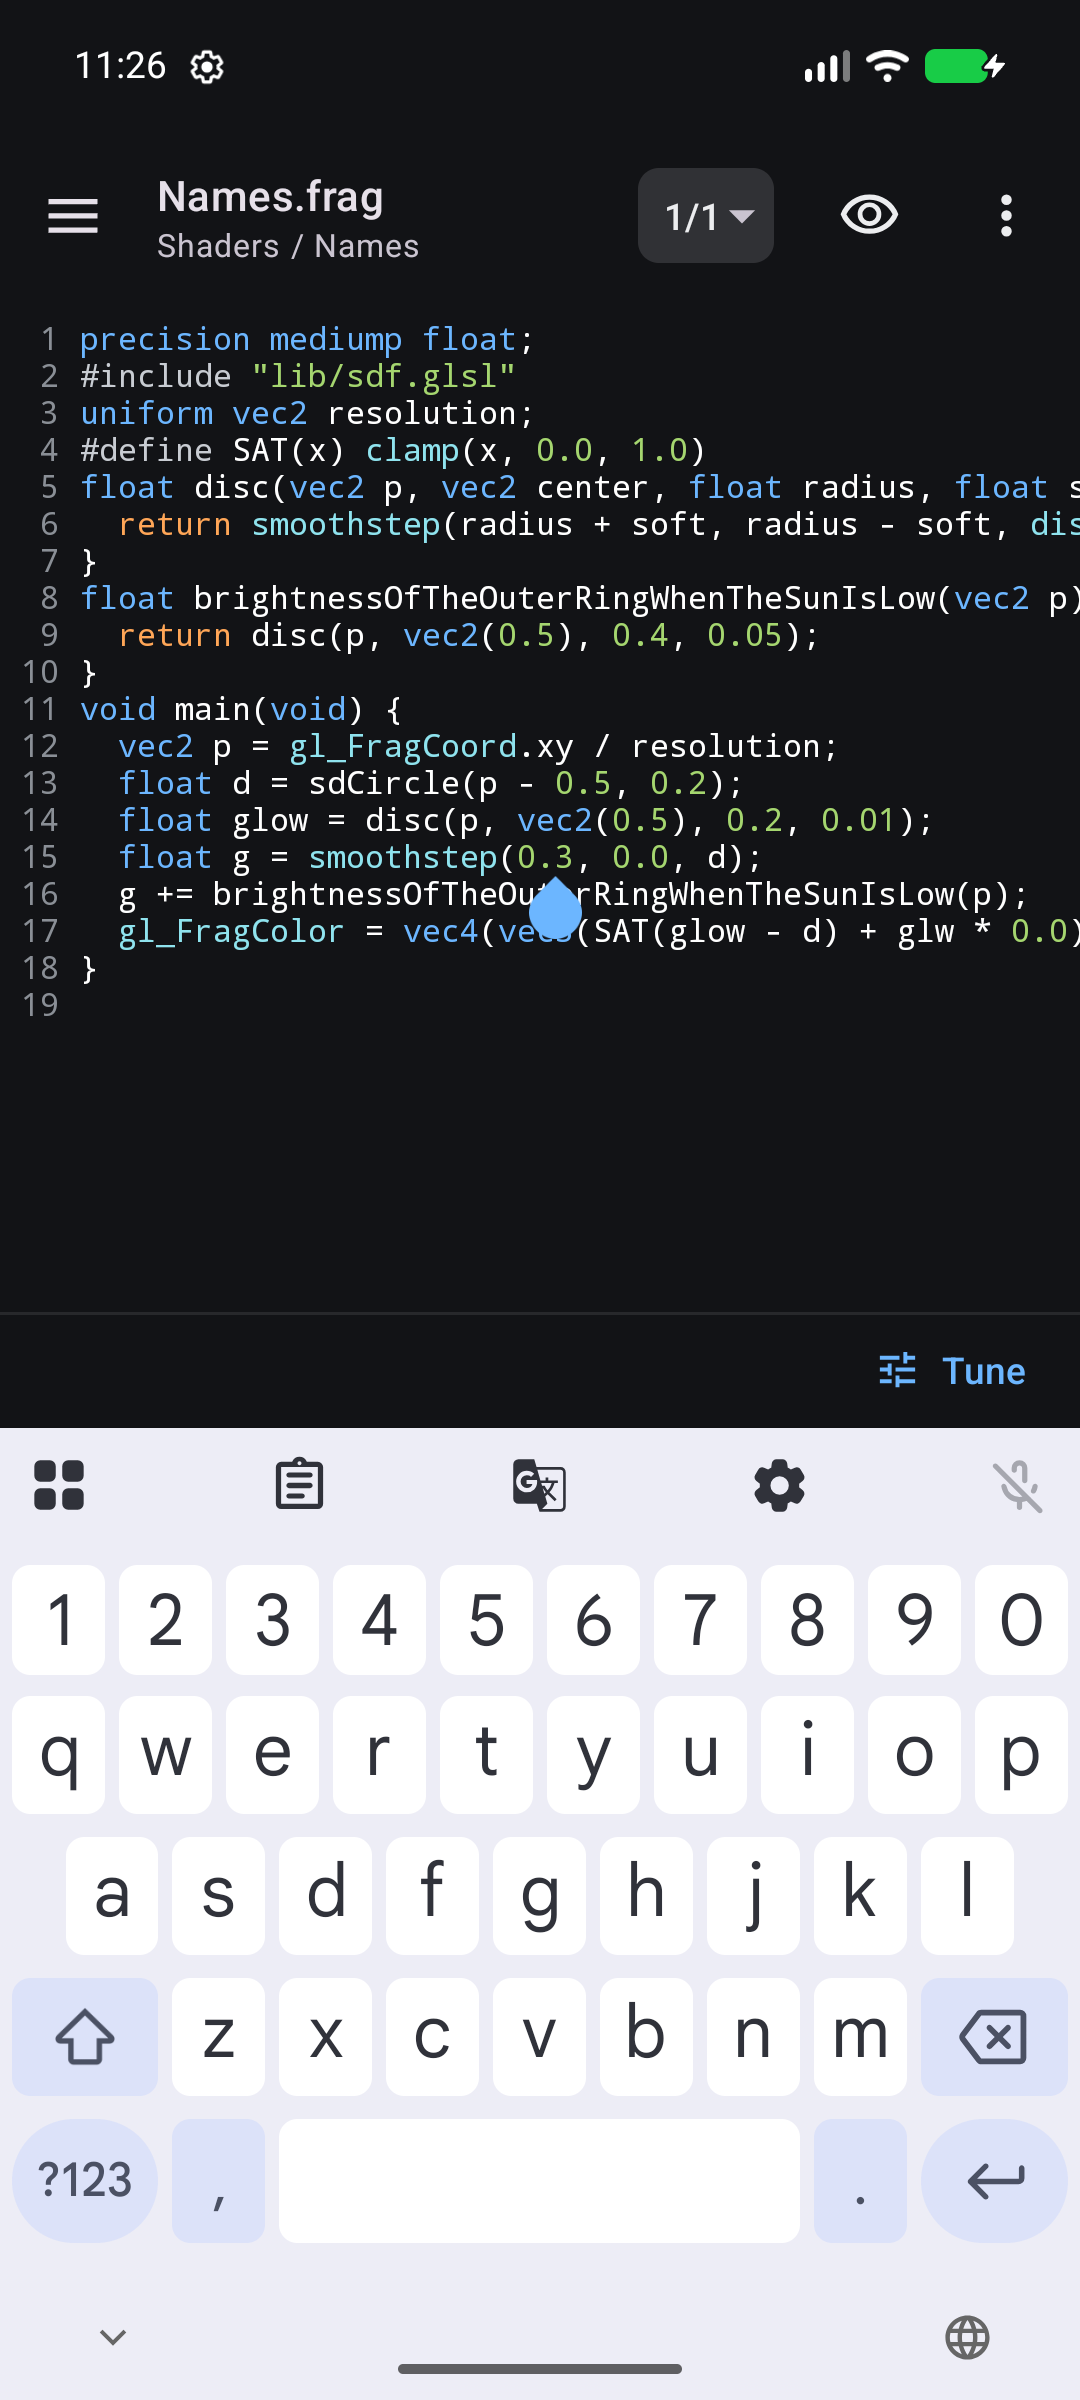 11:26
Names.frag
Shaders / Names
1/1
1 precision mediump float;
2 #include "lib/sdf.glsl"
3 uniform vec2 resolution;
4 #define SAT(x) clamp(x, 0.0, 1.0)
5 float disc(vec2 p, vec2 center, float radius, float s
6   return smoothstep(radius + soft, radius - soft, dis
7 }
8 float brightnessOfTheOuterRingWhenTheSunIsLow(vec2 p)
9   return disc(p, vec2(0.5), 0.4, 0.05);
10 }
11 void main(void) {
12   vec2 p = gl_FragCoord.xy / resolution;
13   float d = sdCircle(p - 0.5, 0.2);
14   float glow = disc(p, vec2(0.5), 0.2, 0.01);
15   float g = smoothstep(0.3, 0.0, d);
16   g += brightnessOfTheOuterRingWhenTheSunIsLow(p);
17   gl_FragColor = vec4(vec3(SAT(glow - d) + glw * 0.0)
18 }
19
Tune
1 2 3 4 5 6 7 8 9 0
q w e r t y u i o p
a s d f g h j k l
z x c v b n m
?123 , .